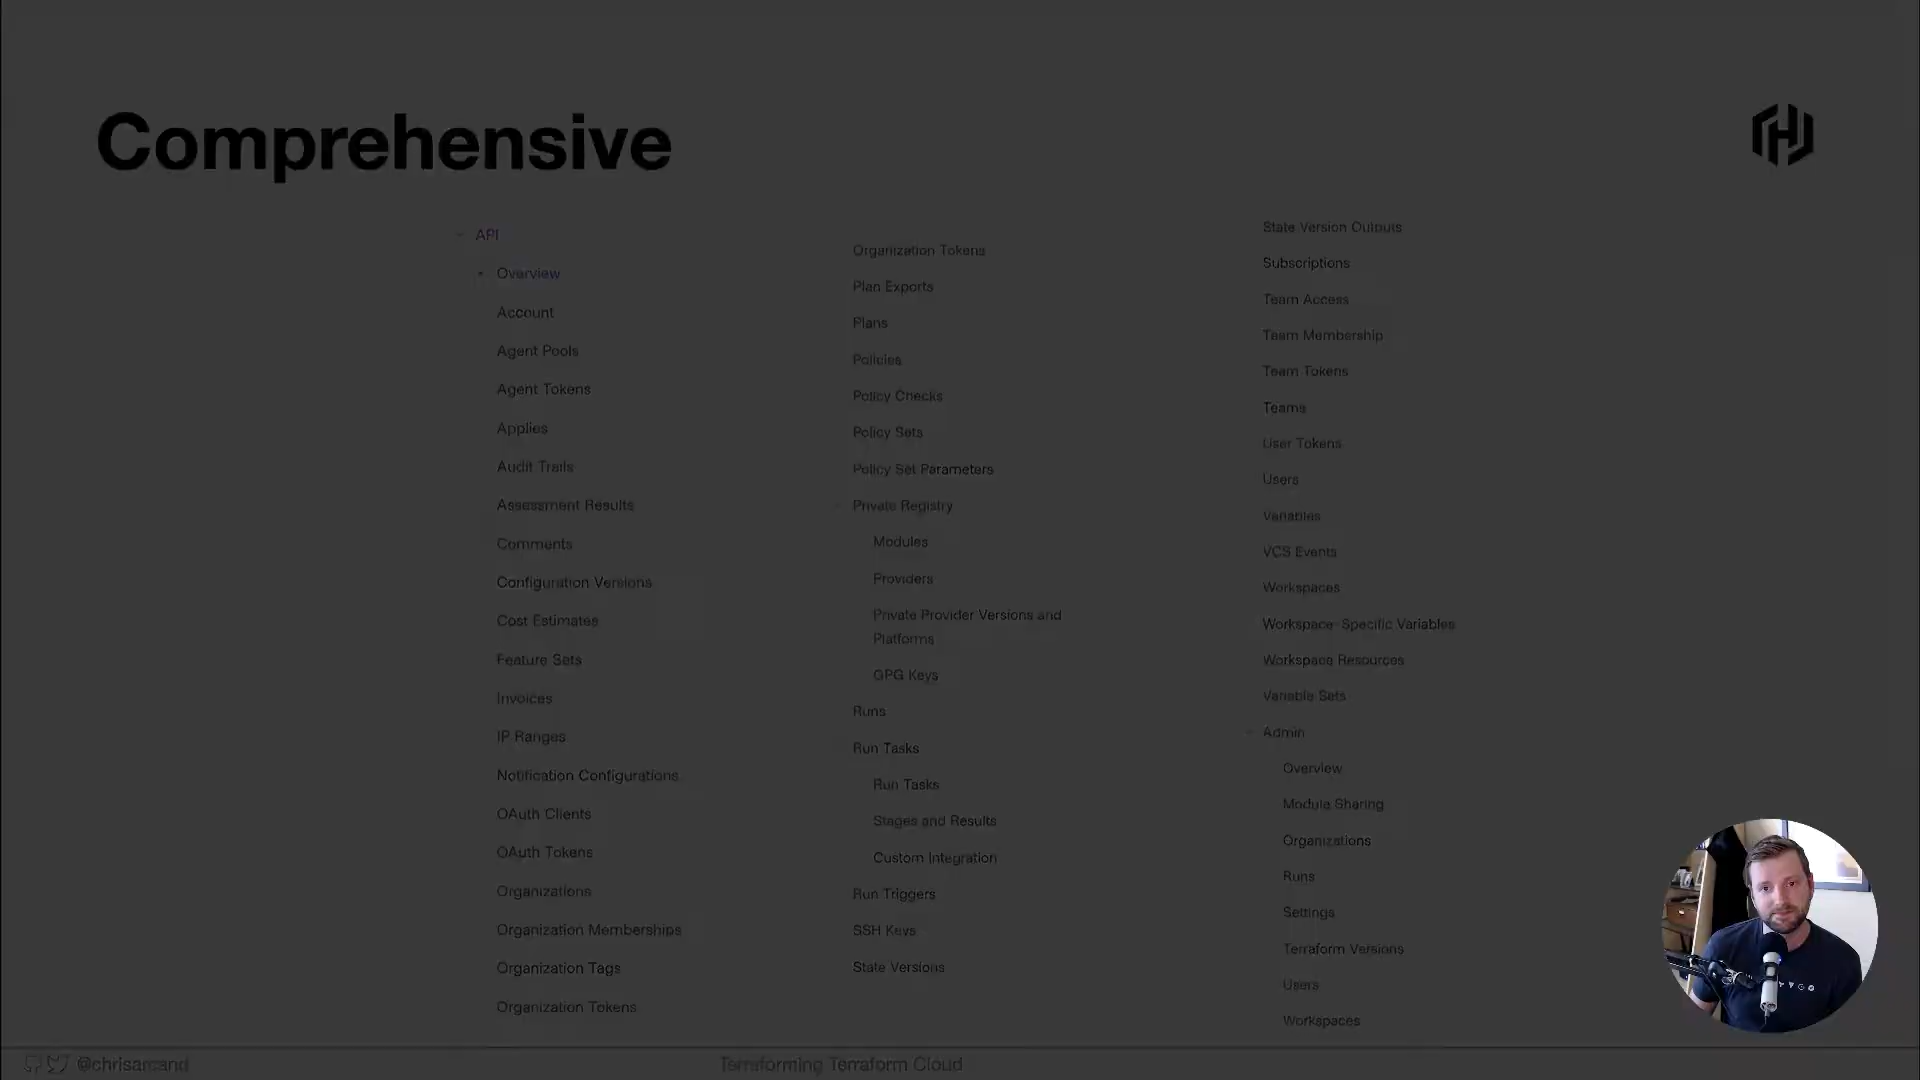 Comprehensive
API
Overview
Account
Agent Pools
Agent Tokens
Applies
Audit Trails
Assessment Results
Comments
Configuration Versions
Cost Estimates
Feature Sets
Invoices
IP Ranges
Notification Configurations
OAuth Clients
OAuth Tokens
Organizations
Organization Memberships
Organization Tags
Organization Tokens
Organization Tokens
Plan Exports
Plans
Policies
Policy Checks
Policy Sets
Policy Set Parameters
Private Registry
Modules
Providers
Private Provider Versions and
Platforms
GPG Keys
Runs
Run Tasks
Run Tasks
Stages and Results
Custom Integration
Run Triggers
SSH Keys
State Versions
State Version Outputs
Subscriptions
Team Access
Team Membership
Team Tokens
Teams
User Tokens
Users
Variables
VCS Events
Workspaces
Workspace-Specific Variables
Workspace Resources
Variable Sets
Admin
Overview
Module Sharing
Organizations
Runs
Settings
Terraform Versions
Users
Workspaces
@chrisarcand
Terraforming Terraform Cloud